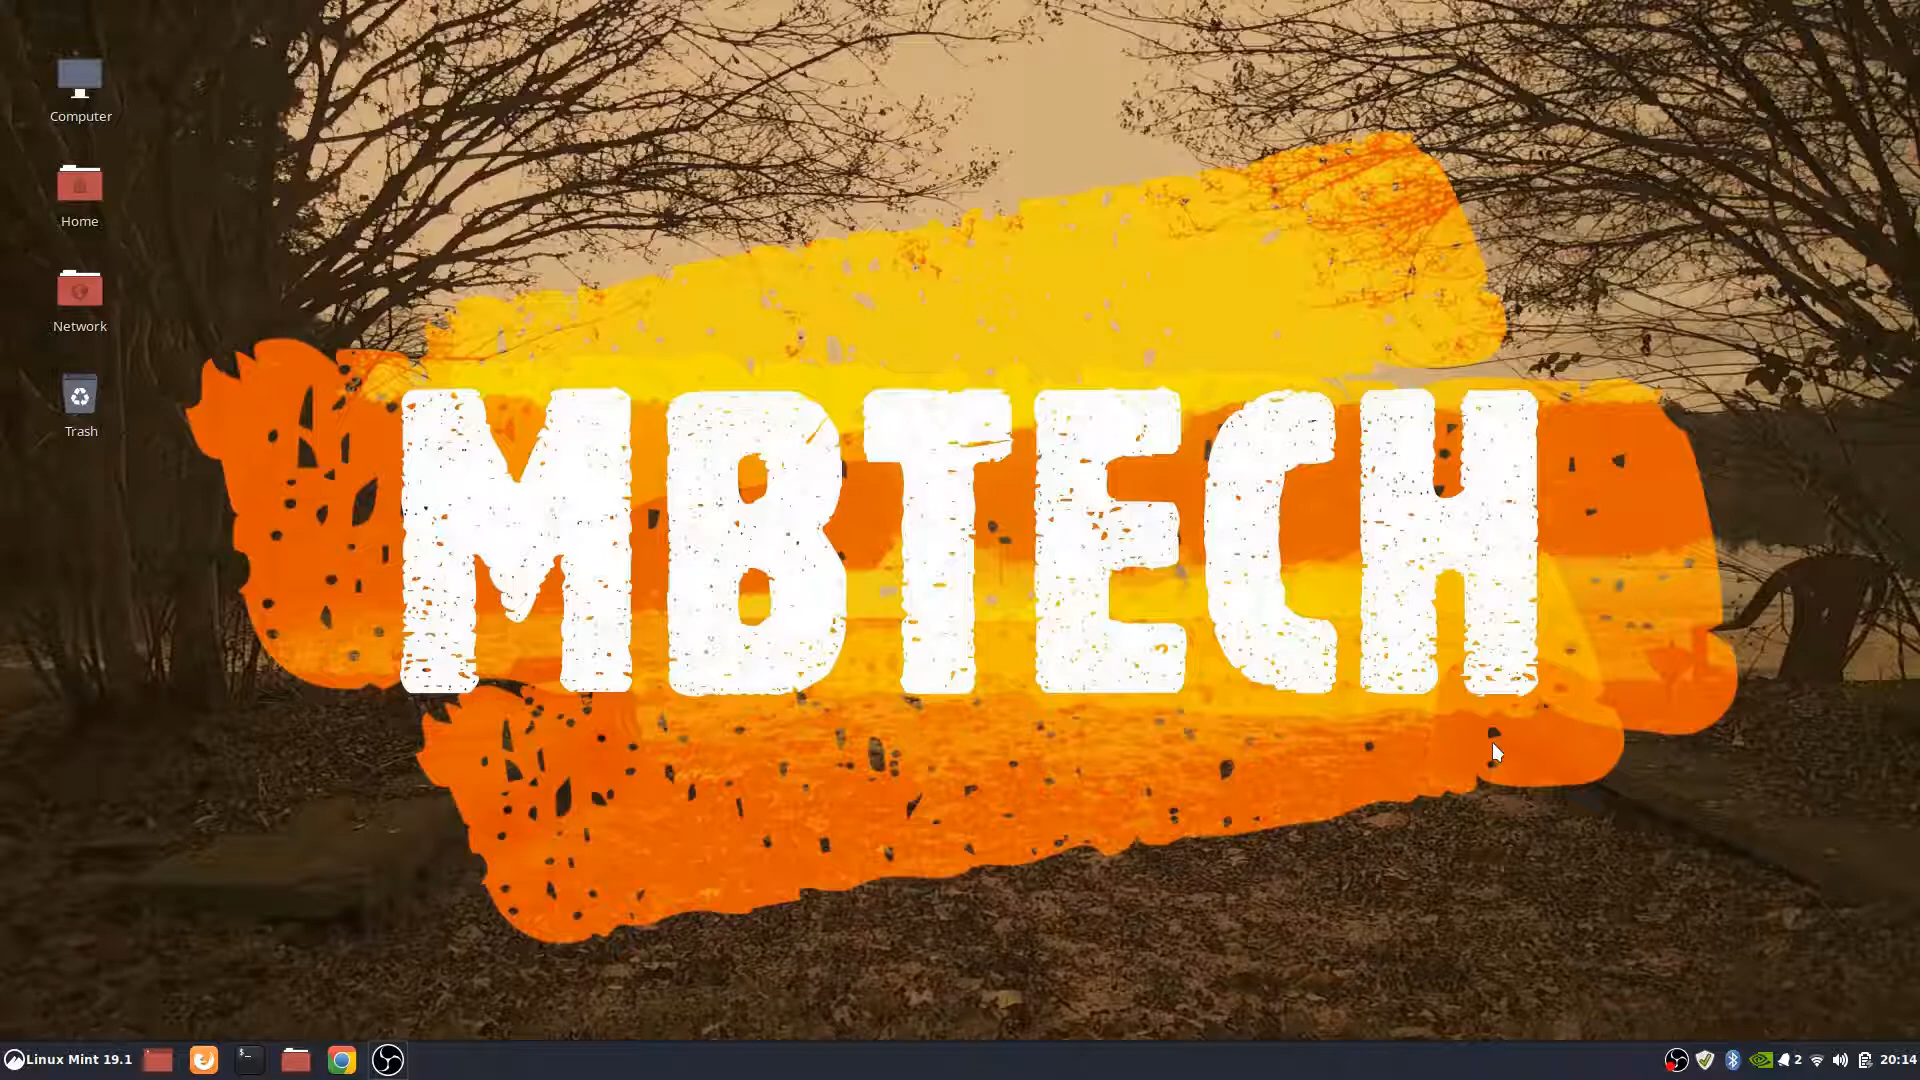 Computer
Home
Network
Trash
MBTECH
Linux Mint 19.1
$_
2
20:14